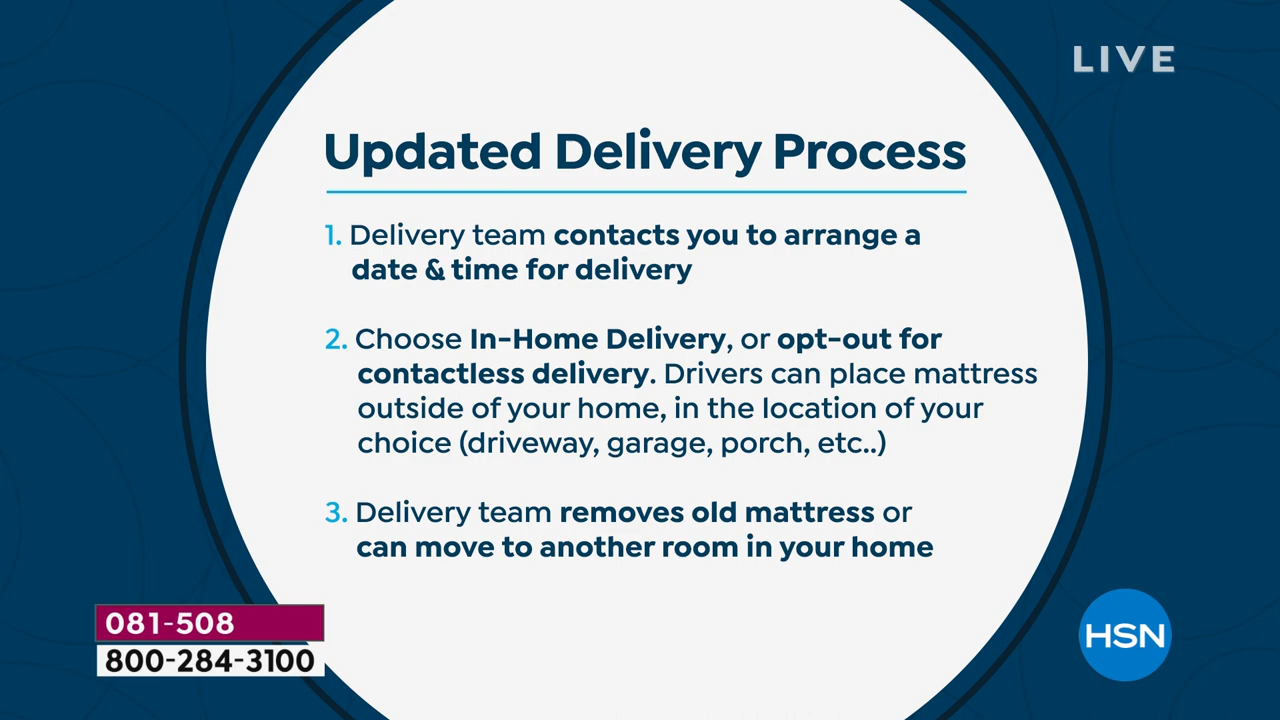 LIVE
Updated Delivery Process
1. Delivery team contacts you to arrange a
date & time for delivery
2. Choose In-Home Delivery, or opt-out for
contactless delivery. Drivers can place mattress
outside of your home, in the location of your
choice (driveway, garage, porch, etc..)
3. Delivery team removes old mattress or
can move to another room in your home
081-508
800-284-3100
HSN